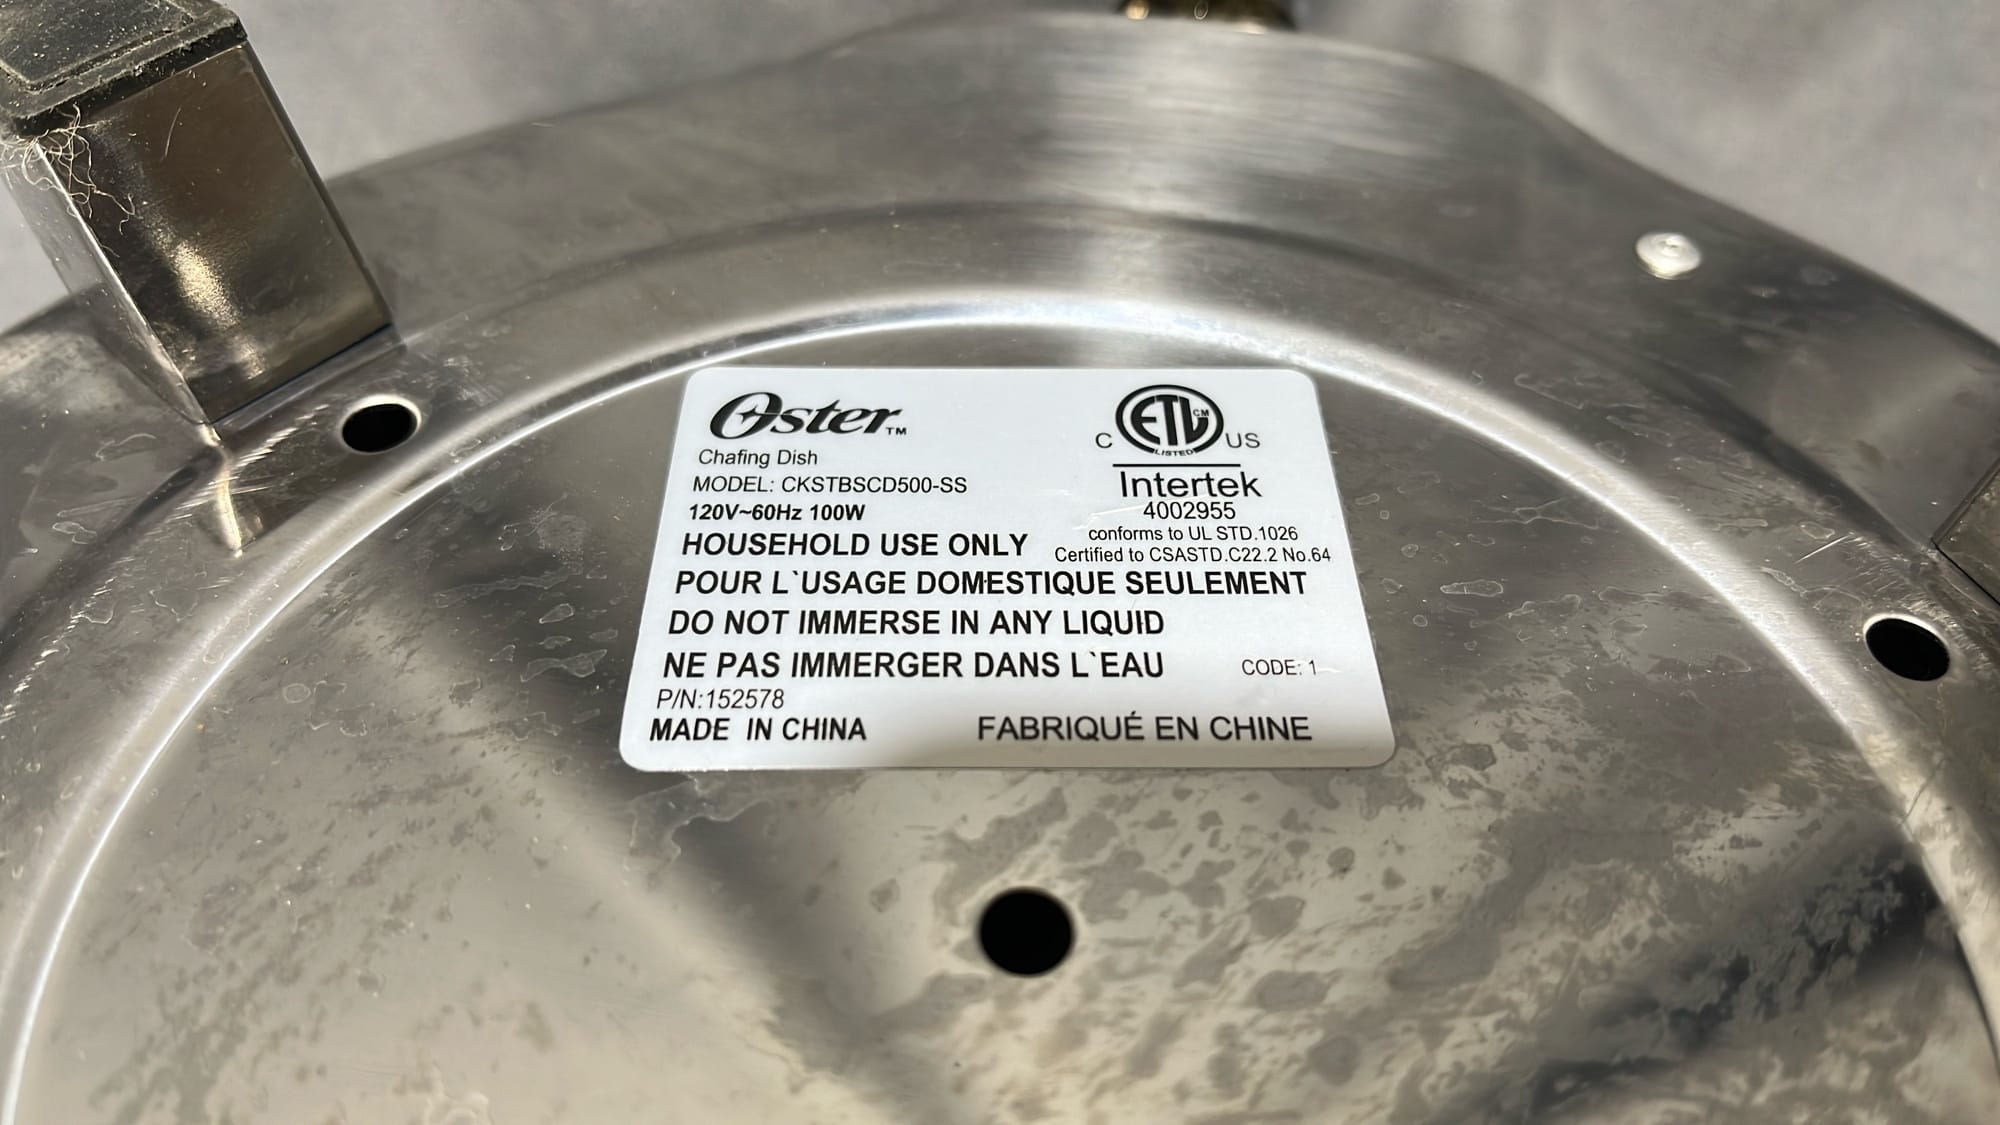 Oster™
Chafing Dish
MODEL: CKSTBSCD500-SS
120V~60Hz 100W
HOUSEHOLD USE ONLY
C ETL CM LISTED US
Intertek
4002955
conforms to UL STD.1026
Certified to CSASTD.C22.2 No.64
POUR L`USAGE DOMESTIQUE SEULEMENT
DO NOT IMMERSE IN ANY LIQUID
NE PAS IMMERGER DANS L`EAU
CODE: 1
P/N:152578
MADE IN CHINA
FABRIQUÉ EN CHINE